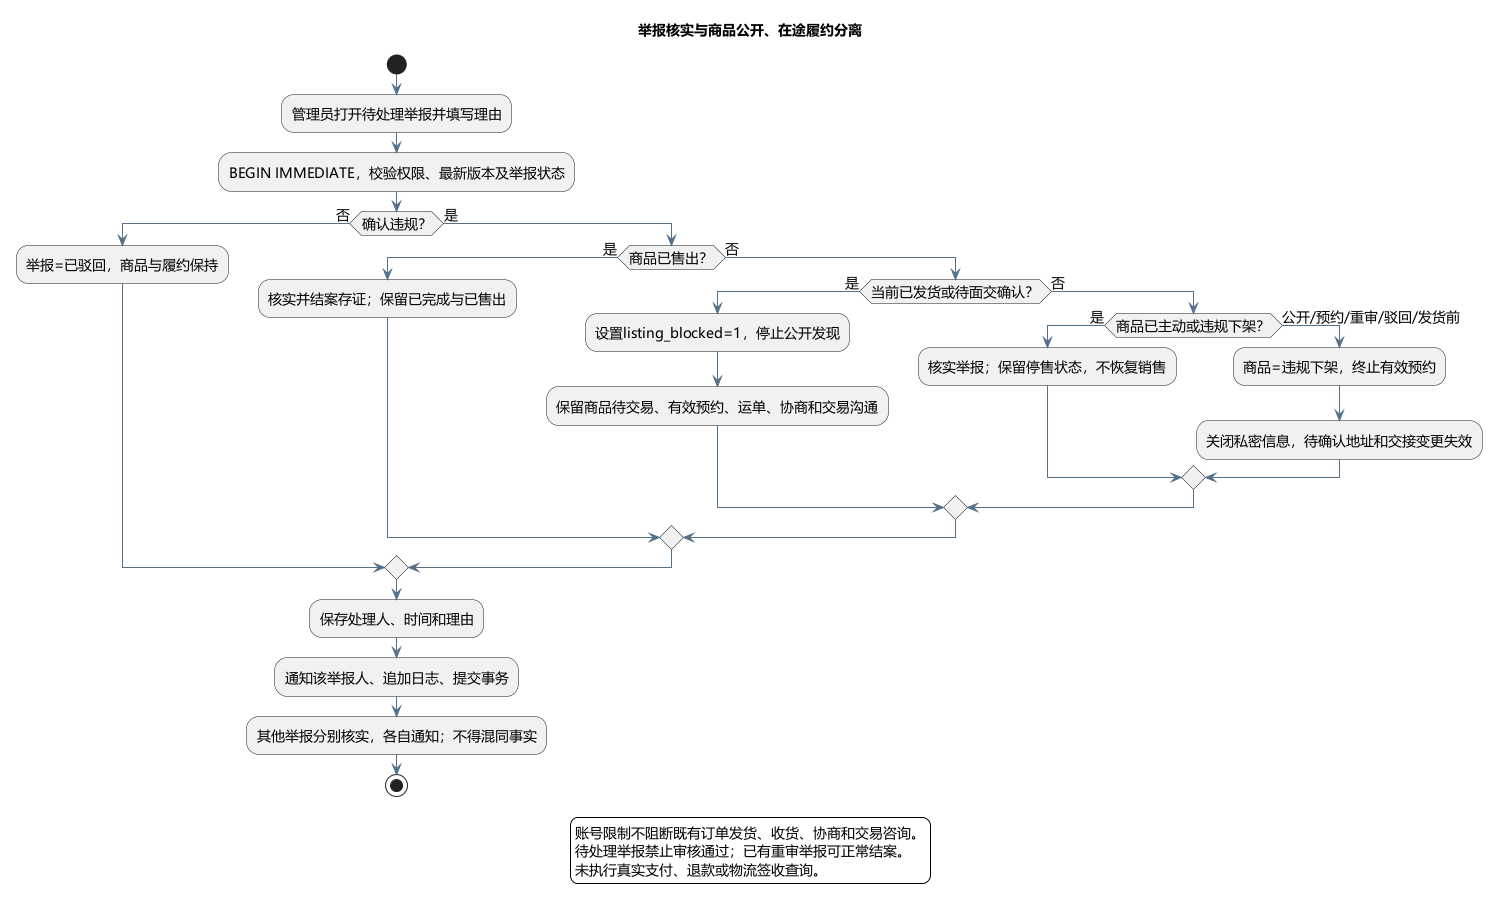 举报核实与商品公开、在途履约分离
管理员打开待处理举报并填写理由
BEGIN IMMEDIATE，校验权限、最新版本及举报状态
否
确认违规？
是
举报=已驳回，商品与履约保持
是
商品已售出？
否
核实并结案存证；保留已完成与已售出
是
当前已发货或待面交确认？
否
设置listing_blocked=1，停止公开发现
保留商品待交易、有效预约、运单、协商和交易沟通
是
商品已主动或违规下架？
公开/预约/重审/驳回/发货前
核实举报；保留停售状态，不恢复销售
商品=违规下架，终止有效预约
关闭私密信息，待确认地址和交接变更失效
保存处理人、时间和理由
通知该举报人、追加日志、提交事务
其他举报分别核实，各自通知；不得混同事实
账号限制不阻断既有订单发货、收货、协商和交易咨询。
待处理举报禁止审核通过；已有重审举报可正常结案。
未执行真实支付、退款或物流签收查询。